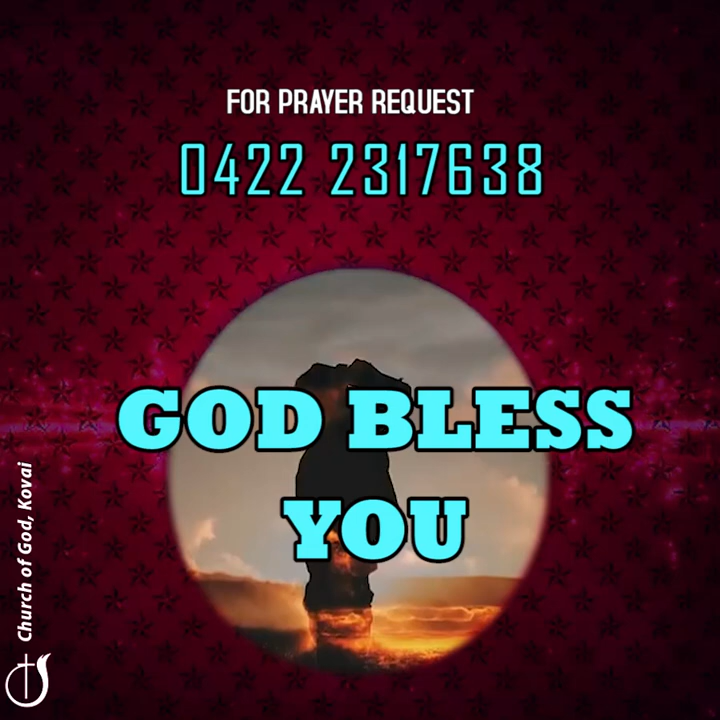 FOR PRAYER REQUEST
0422 2317638
GOD BLESS
YOU
Church of God, Kovai